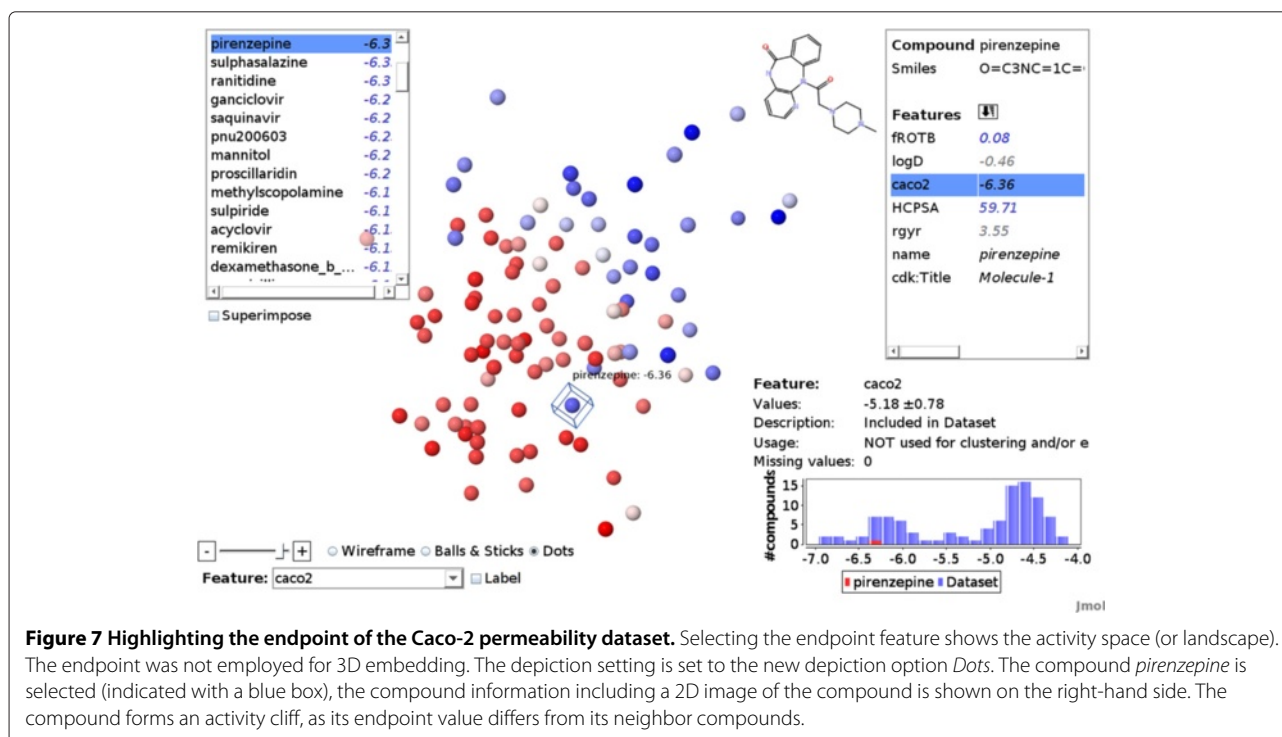 pirenzepine -6.3
sulphasalazine -6.3
ranitidine -6.3
ganciclovir -6.2
saquinavir -6.2
pnu200603 -6.2
mannitol -6.2
proscillaridin -6.2
methylscopolamine -6.1
sulpiride -6.1
acyclovir -6.1
remikiren -6.1
dexamethasone_b_... -6.1
Superimpose
pirenzepine: -6.36
- + Wireframe Balls & Sticks Dots
Feature: caco2 Label
Compound pirenzepine
Smiles O=C3NC=1C=
Features
fROTB 0.08
logD -0.46
caco2 -6.36
HCPSA 59.71
rgyr 3.55
name pirenzepine
cdk:Title Molecule-1
Feature: caco2
Values: -5.18 ±0.78
Description: Included in Dataset
Usage: NOT used for clustering and/or e
Missing values: 0
#compounds
15
10
5
0
-7.0 -6.5 -6.0 -5.5 -5.0 -4.5 -4.0
pirenzepine Dataset
Jmol
Figure 7 Highlighting the endpoint of the Caco-2 permeability dataset. Selecting the endpoint feature shows the activity space (or landscape).
The endpoint was not employed for 3D embedding. The depiction setting is set to the new depiction option Dots. The compound pirenzepine is
selected (indicated with a blue box), the compound information including a 2D image of the compound is shown on the right-hand side. The
compound forms an activity cliff, as its endpoint value differs from its neighbor compounds.